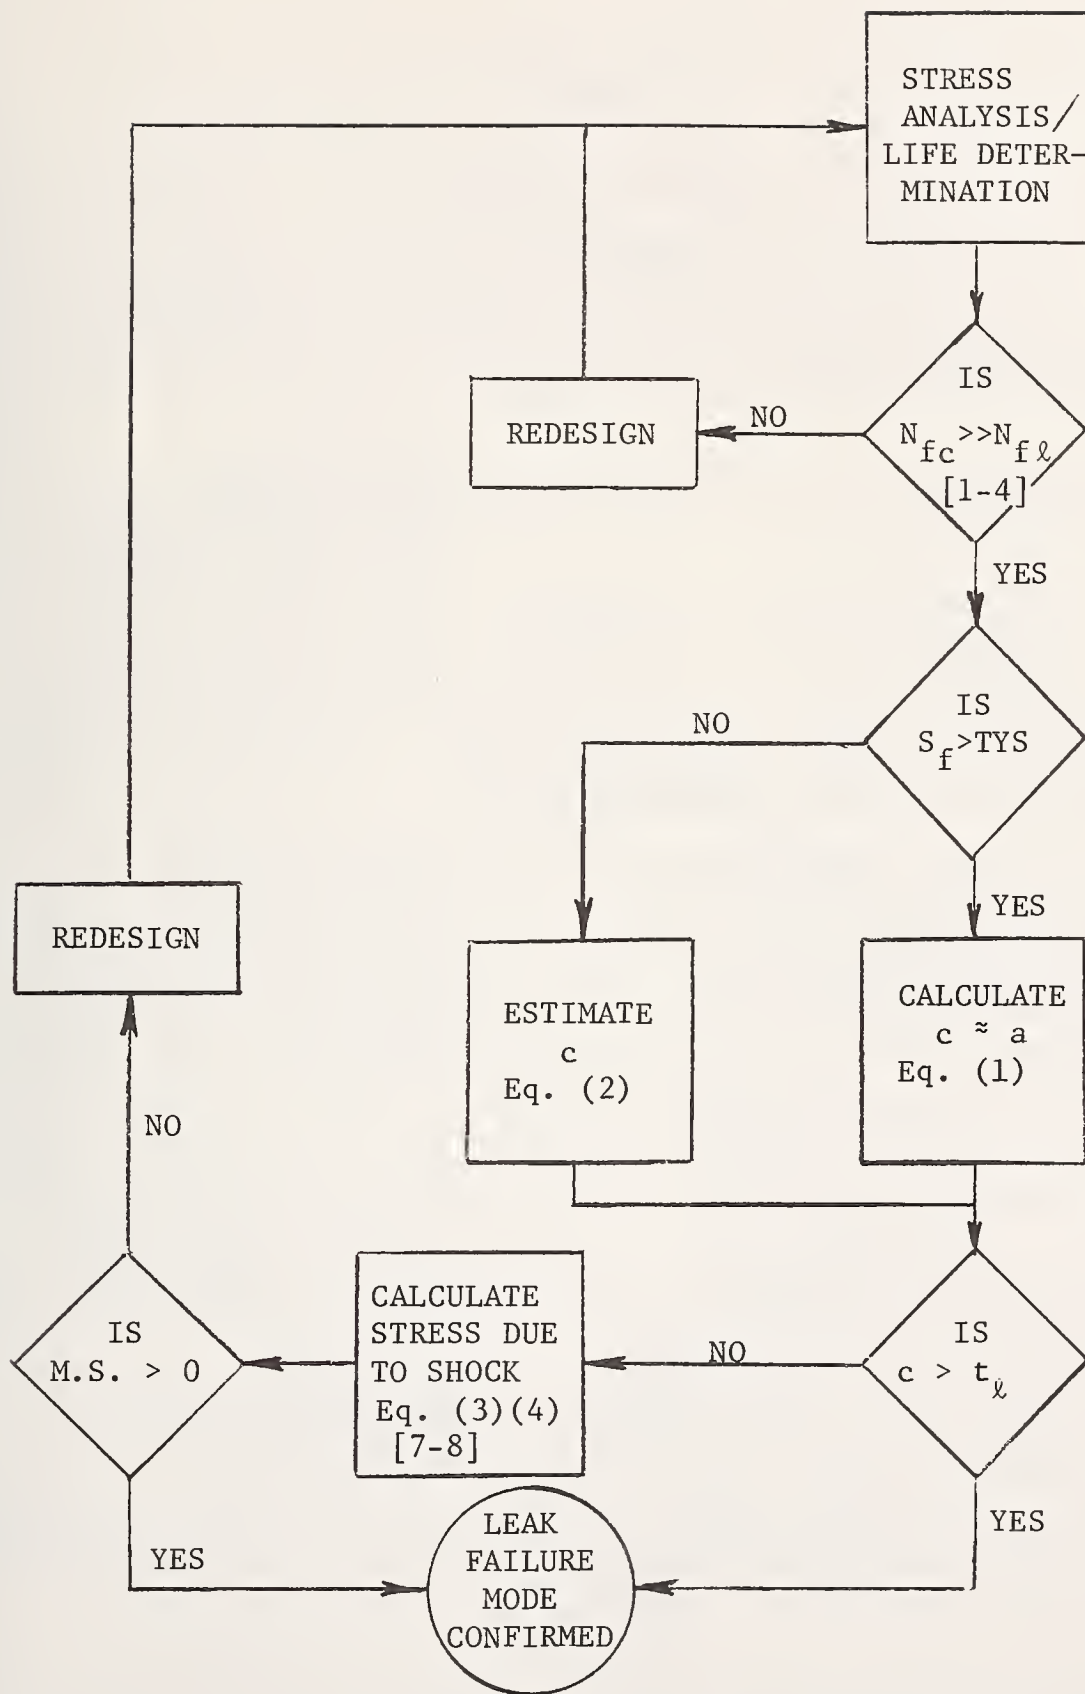 STRESS
ANALYSIS/
LIFE DETER-
MINATION
IS
N_fc>>N_fℓ
[1-4]
NO
REDESIGN
YES
IS
S_f>TYS
NO
YES
REDESIGN
ESTIMATE
c
Eq. (2)
CALCULATE
c ≈ a
Eq. (1)
NO
IS
M.S. > 0
CALCULATE
STRESS DUE
TO SHOCK
Eq. (3)(4)
[7-8]
NO
IS
c > t_ℓ
YES
YES
LEAK
FAILURE
MODE
CONFIRMED